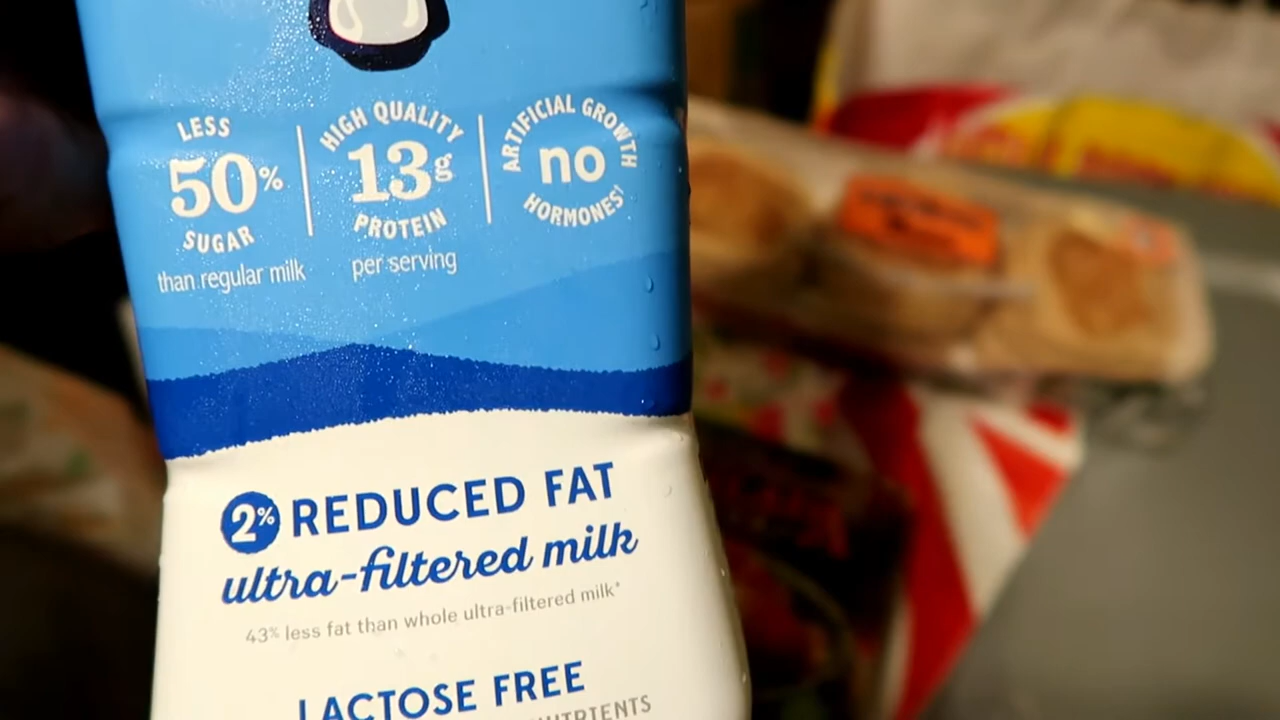 LESS
50%
SUGAR
than regular milk
HIGH QUALITY
13g
PROTEIN
per serving
ARTIFICIAL GROWTH
no
HORMONES†
2% REDUCED FAT
ultra-filtered milk
43% less fat than whole ultra-filtered milk*
LACTOSE FREE
NUTRIENTS